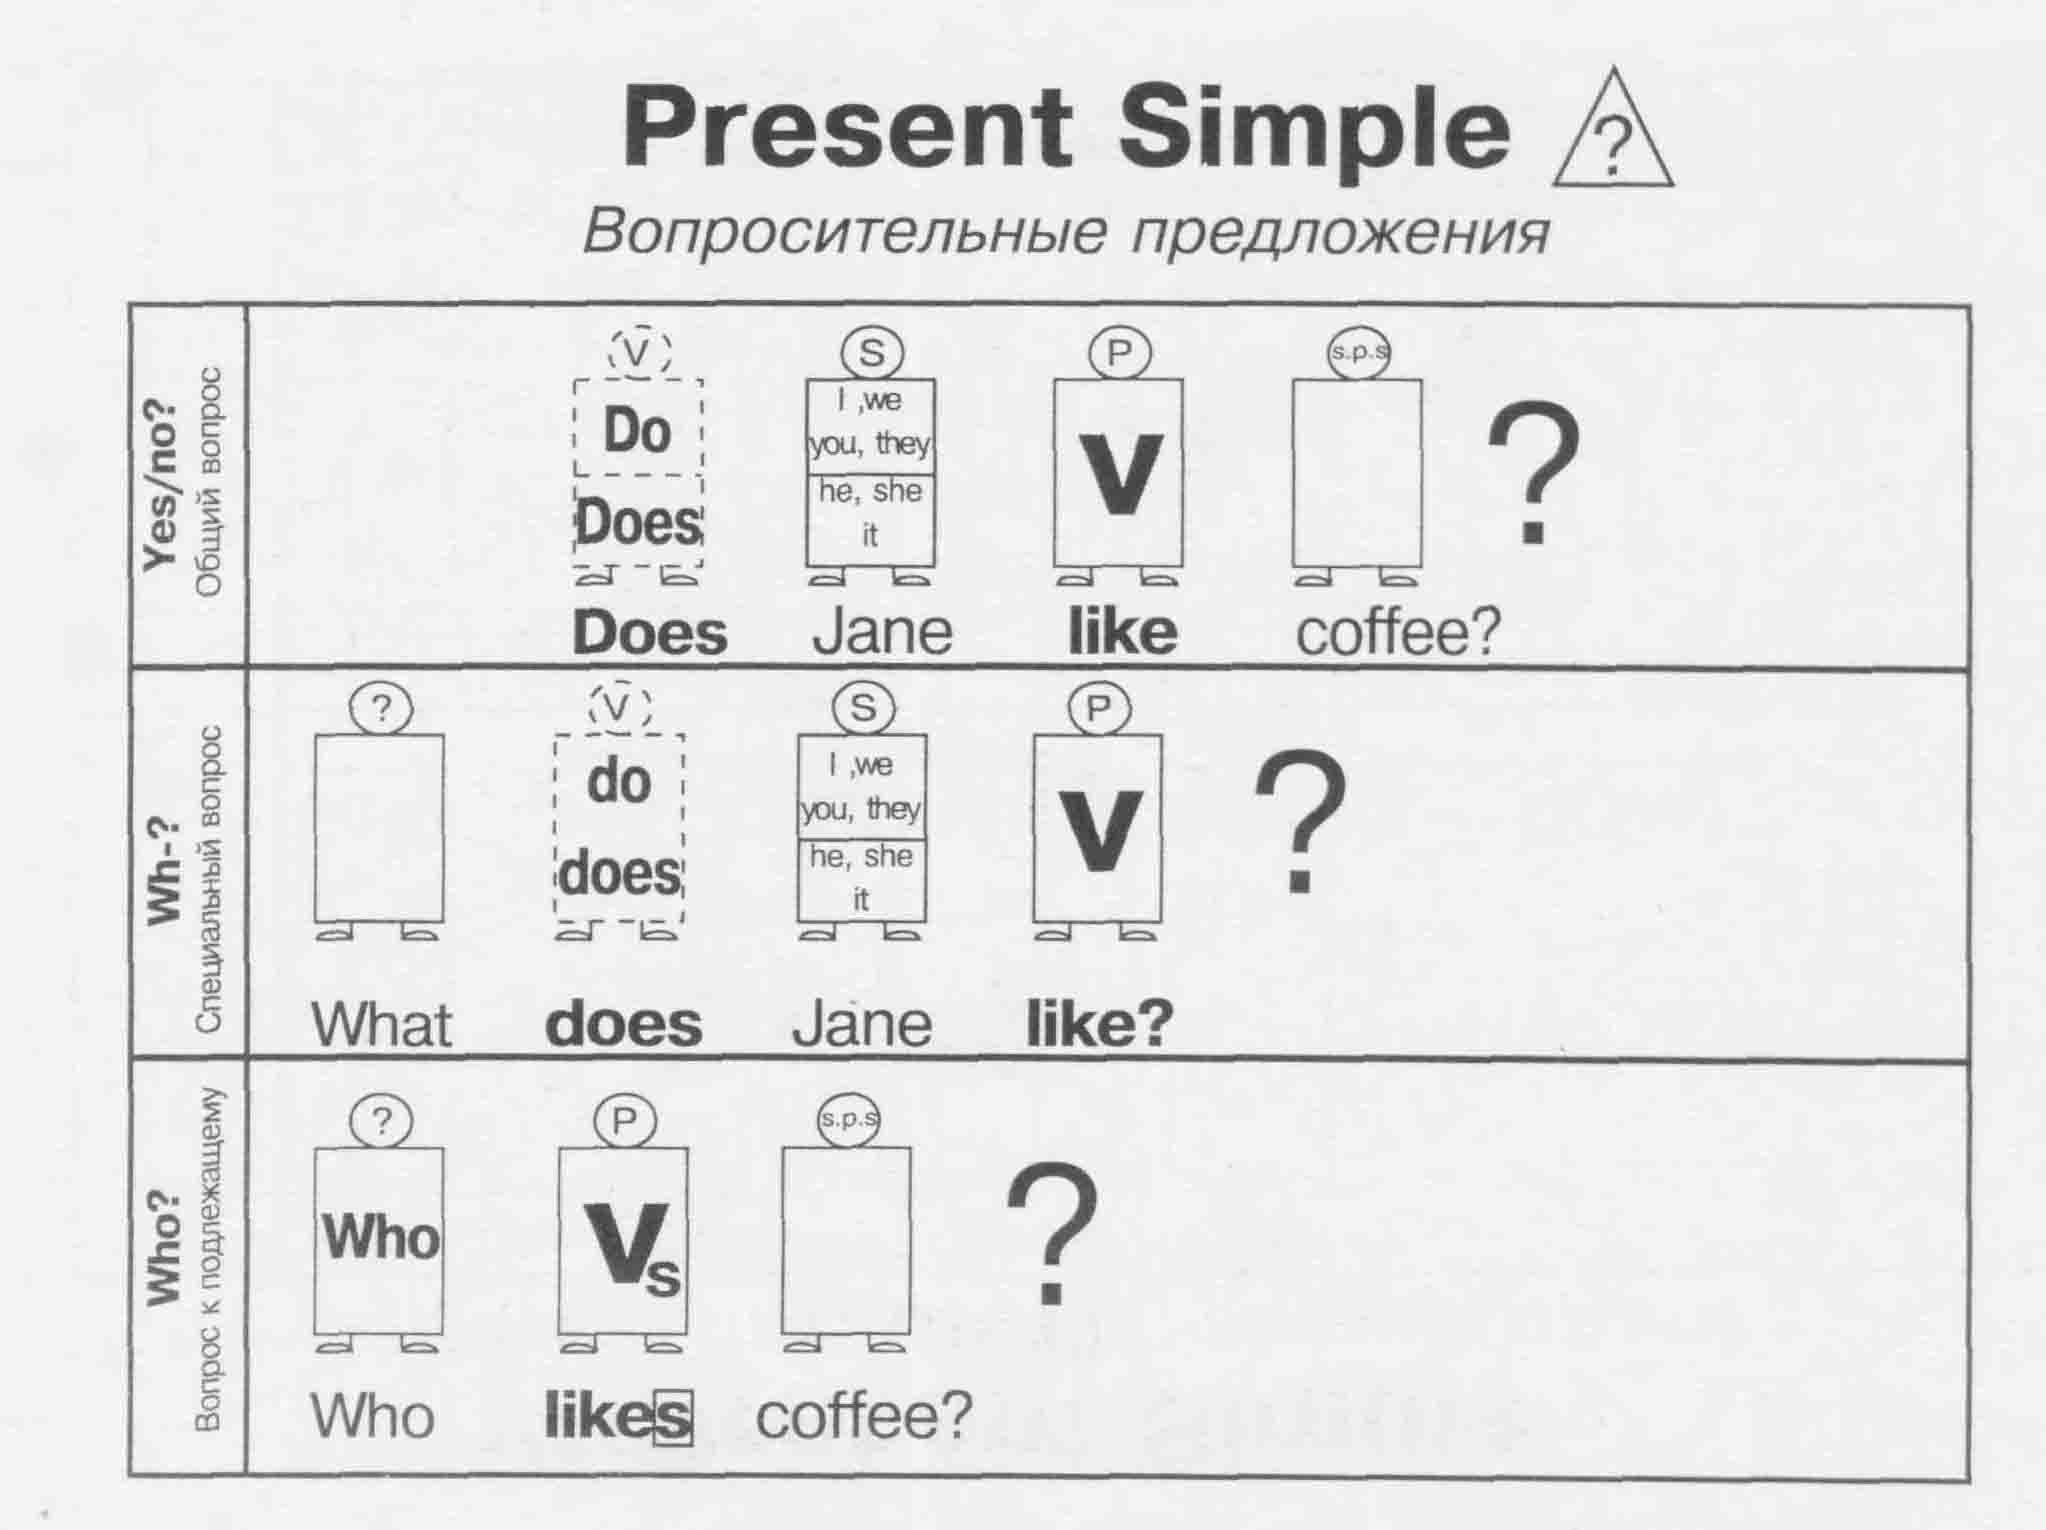 Present Simple ?
Вопросительные предложения
Yes/no?
Общий вопрос
V S P s.p.s
Do
Does
I ,we
you, they
he, she
it
V
?
Does Jane like coffee?
Wh-?
Специальный вопрос
? V S P
do
does
I ,we
you, they
he, she
it
V
?
What does Jane like?
Who?
Вопрос к подлежащему
? P s.p.s
Who
Vs
?
Who likes coffee?